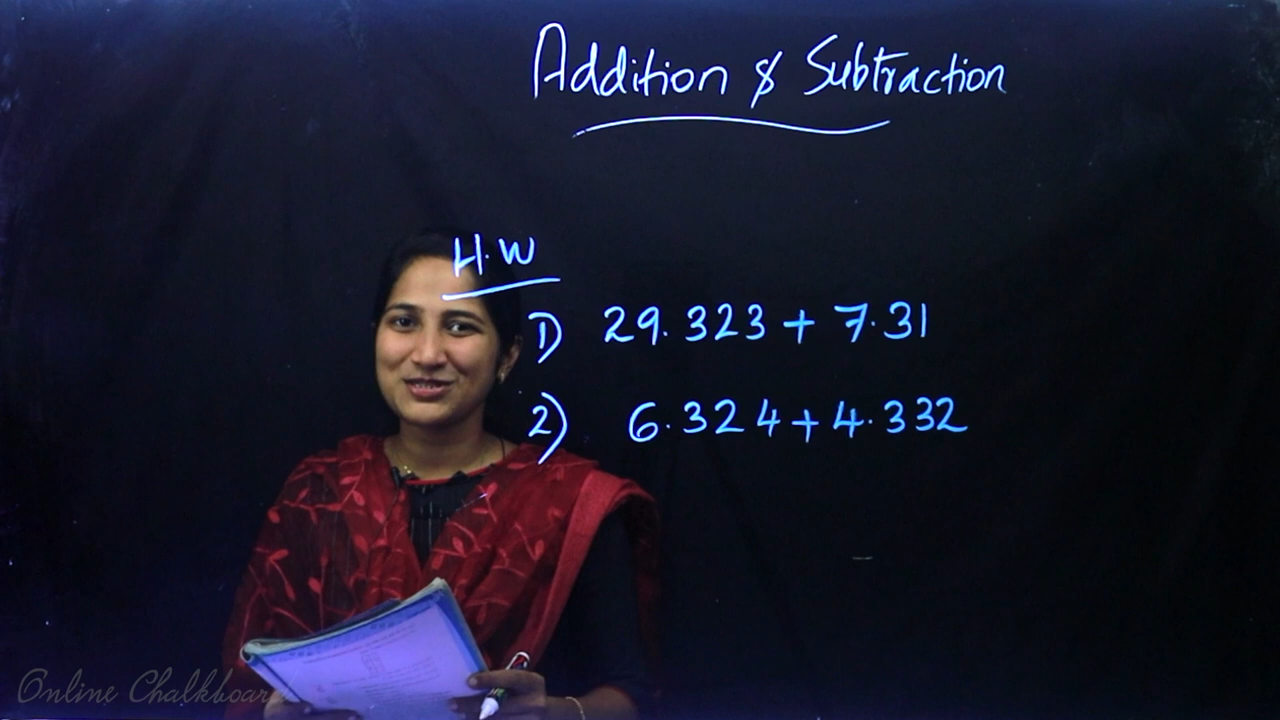 Addition & Subtraction
H.W
1) 29.323 + 7.31
2) 6.324 + 4.332
Online Chalkboard